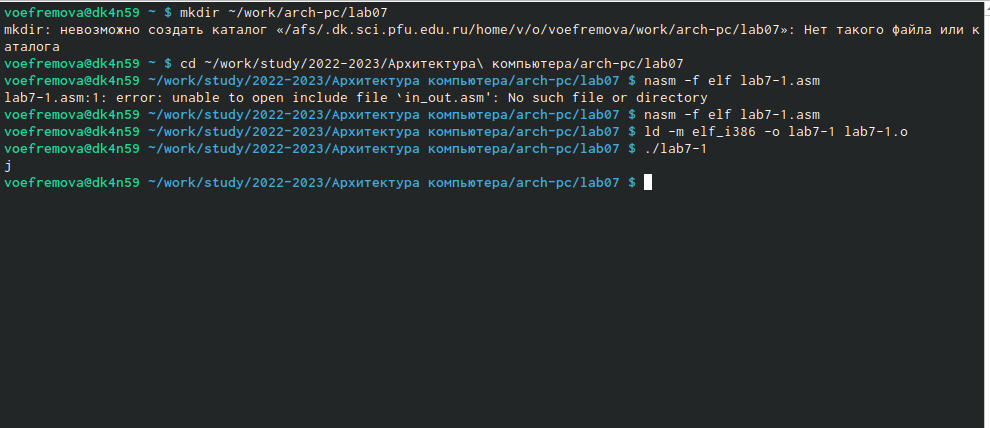 voefremova@dk4n59 ~ $ mkdir ~/work/arch-pc/lab07
mkdir: невозможно создать каталог «/afs/.dk.sci.pfu.edu.ru/home/v/o/voefremova/work/arch-pc/lab07»: Нет такого файла или к
аталога
voefremova@dk4n59 ~ $ cd ~/work/study/2022-2023/Архитектура\ компьютера/arch-pc/lab07
voefremova@dk4n59 ~/work/study/2022-2023/Архитектура компьютера/arch-pc/lab07 $ nasm -f elf lab7-1.asm
lab7-1.asm:1: error: unable to open include file `in_out.asm': No such file or directory
voefremova@dk4n59 ~/work/study/2022-2023/Архитектура компьютера/arch-pc/lab07 $ nasm -f elf lab7-1.asm
voefremova@dk4n59 ~/work/study/2022-2023/Архитектура компьютера/arch-pc/lab07 $ ld -m elf_i386 -o lab7-1 lab7-1.o
voefremova@dk4n59 ~/work/study/2022-2023/Архитектура компьютера/arch-pc/lab07 $ ./lab7-1
j
voefremova@dk4n59 ~/work/study/2022-2023/Архитектура компьютера/arch-pc/lab07 $